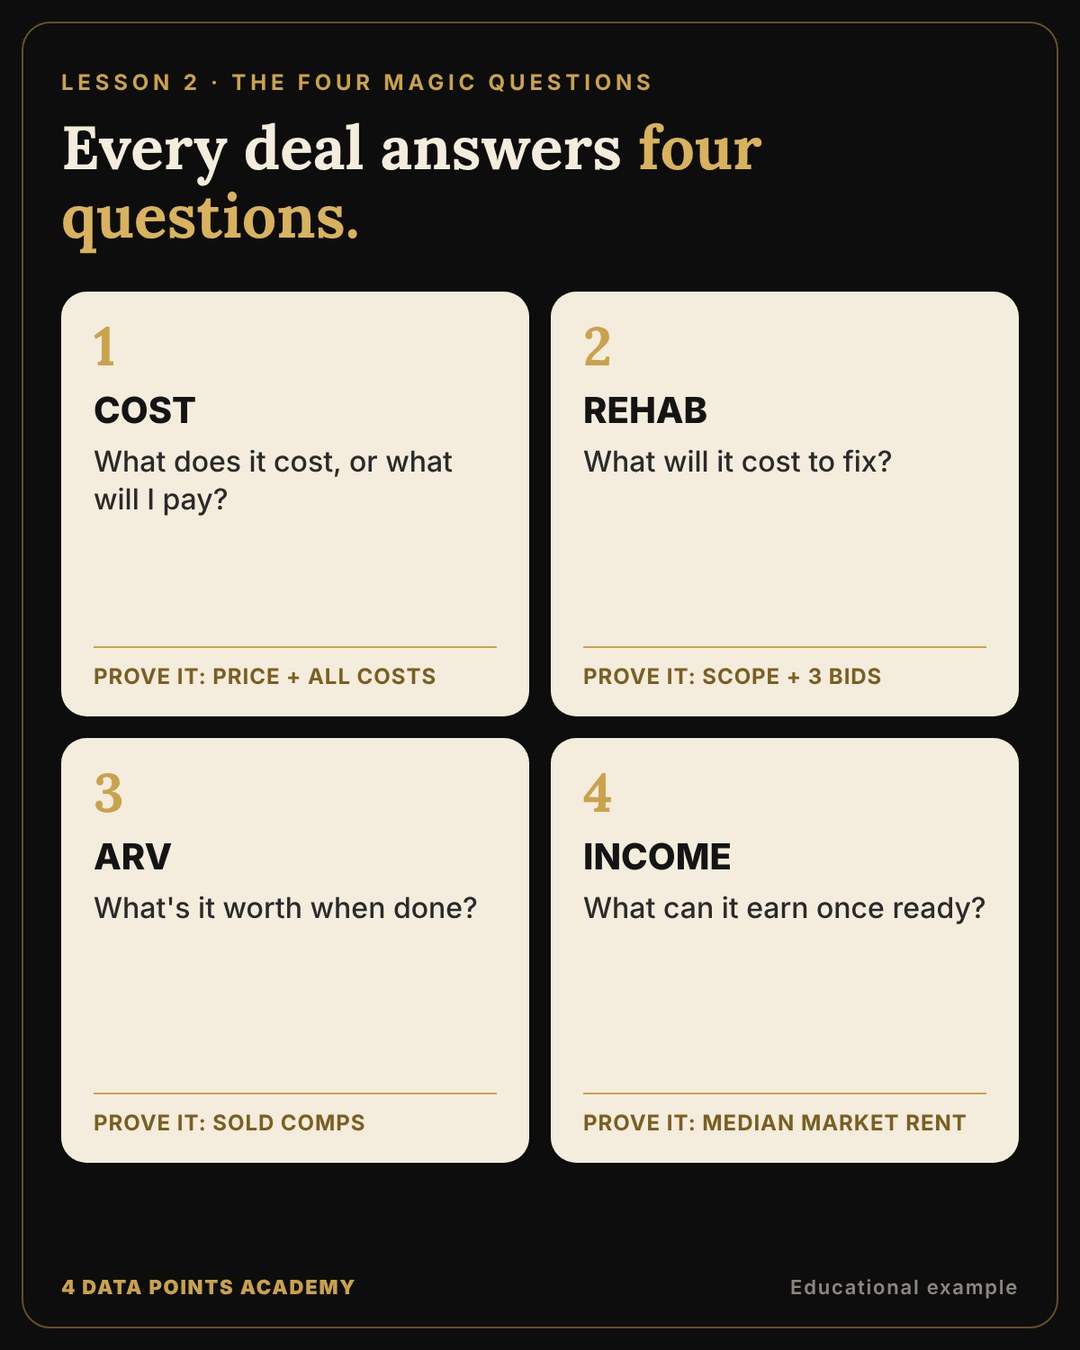 LESSON 2 · THE FOUR MAGIC QUESTIONS
Every deal answers four
questions.
1
COST
What does it cost, or what
will I pay?
PROVE IT: PRICE + ALL COSTS
2
REHAB
What will it cost to fix?
PROVE IT: SCOPE + 3 BIDS
3
ARV
What's it worth when done?
PROVE IT: SOLD COMPS
4
INCOME
What can it earn once ready?
PROVE IT: MEDIAN MARKET RENT
4 DATA POINTS ACADEMY
Educational example